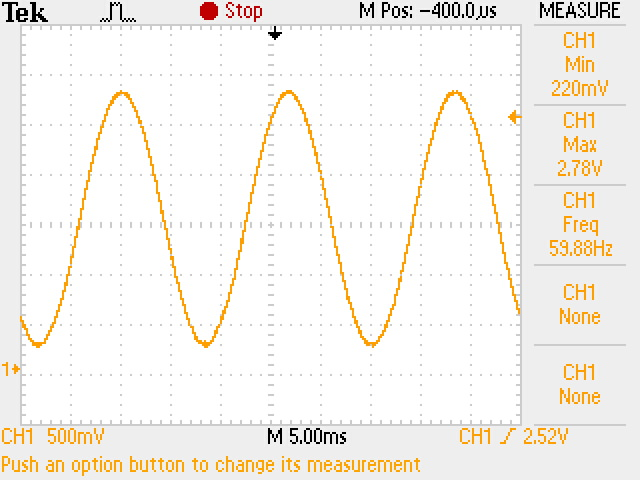 Tek Stop M Pos: -400.0µs MEASURE
CH1
Min
220mV
CH1
Max
2.78V
CH1
Freq
59.88Hz
CH1
None
CH1
None
1
CH1 500mV M 5.00ms CH1 2.52V
Push an option button to change its measurement